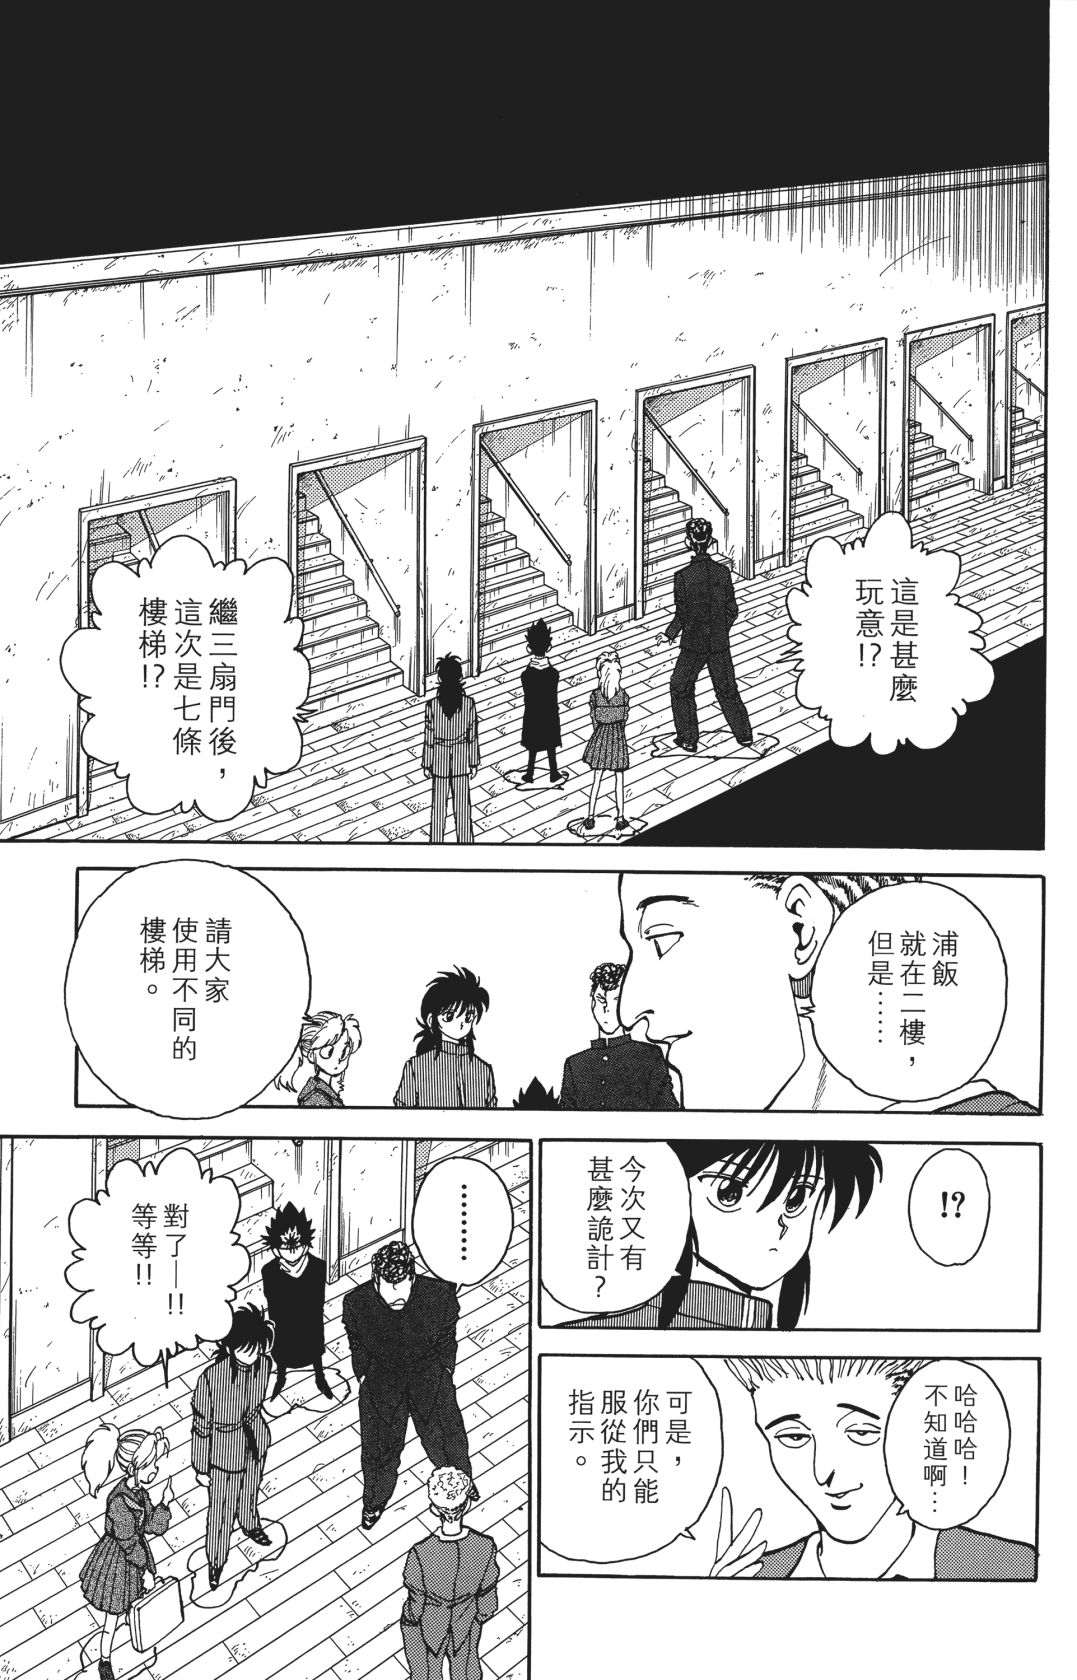 這是甚麼
玩意!?
繼三扇門後，
這次是七條
樓梯!?
浦飯
就在二樓，
但是……
請大家
使用不同的
樓梯。
!?
今次又有
甚麼詭計？
哈哈哈！
不知道啊…
可是，
你們只能
服從我的
指示。
………
對了—!!
等等!!